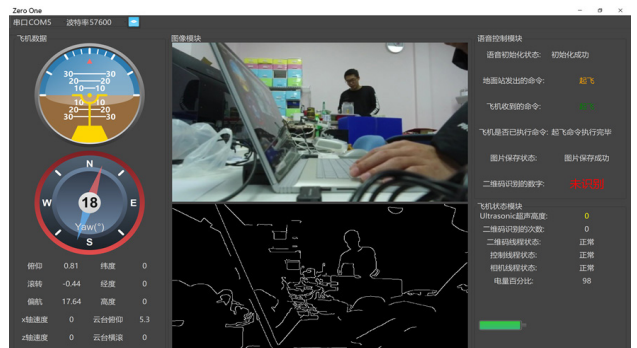 Zero One
串口COM5 波特率57600
飞机数据
30 30
20 20
10 10
10 10
20 20
30 30
N
W 18 E
Yaw(°)
S
俯仰 0.81 纬度 0
滚转 -0.44 经度 0
偏航 17.64 高度 0
x轴速度 0 云台俯仰 5.3
z轴速度 0 云台横滚 0
图像模块
语音控制模块
语音初始化状态: 初始化成功
地面站发出的命令: 起飞
飞机收到的命令:
飞机是否已执行命令: 起飞命令执行完毕
图片保存状态: 图片保存成功
二维码识别的数字: 未识别
飞机状态模块
Ultrasonic超声高度: 0
二维码识别的次数: 0
二维码线程状态: 正常
控制线程状态: 正常
相机线程状态: 正常
电量百分比: 98